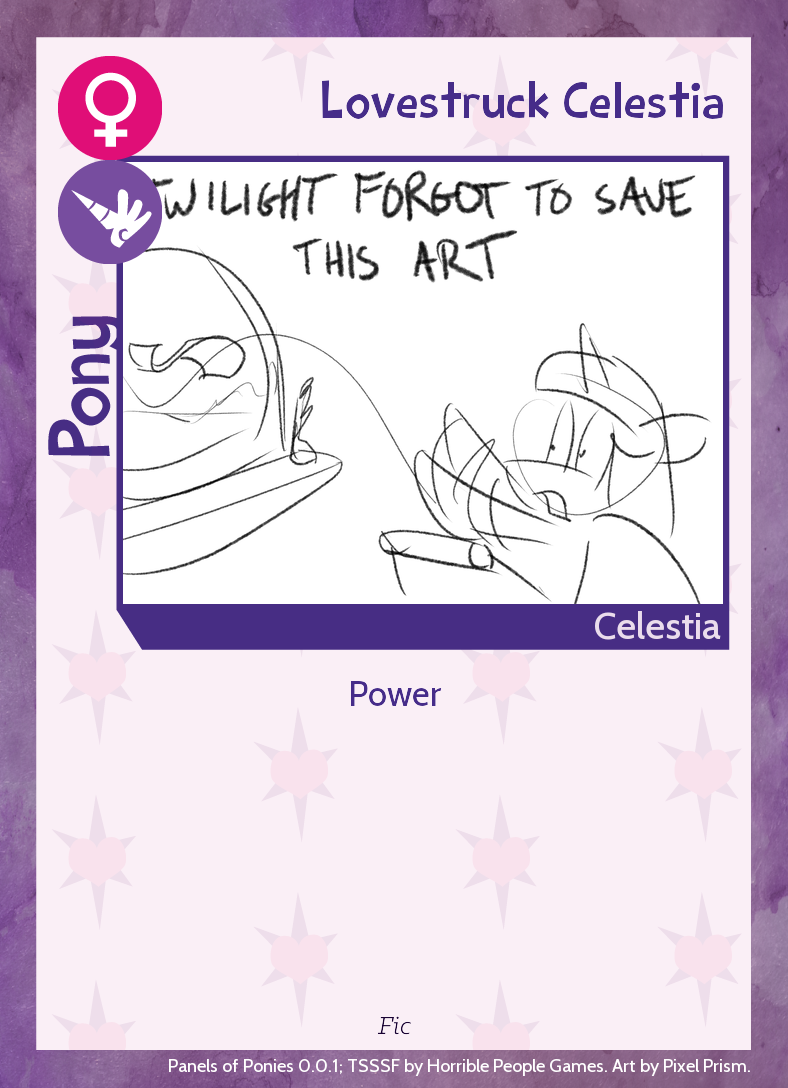 Lovestruck Celestia
TWILIGHT FORGOT TO SAVE
THIS ART
Pony
Celestia
Power
Fic
Panels of Ponies 0.0.1; TSSSF by Horrible People Games. Art by Pixel Prism.